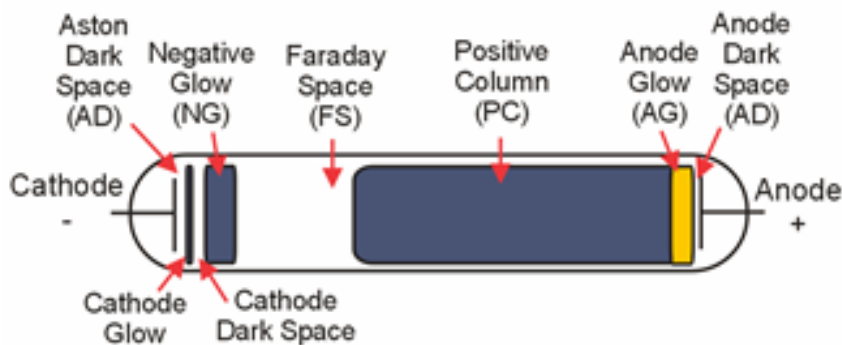 Aston
Dark
Space
(AD)
Negative
Glow
(NG)
Faraday
Space
(FS)
Positive
Column
(PC)
Anode
Glow
(AG)
Anode
Dark
Space
(AD)
Cathode
-
Anode
+
Cathode
Glow
Cathode
Dark Space